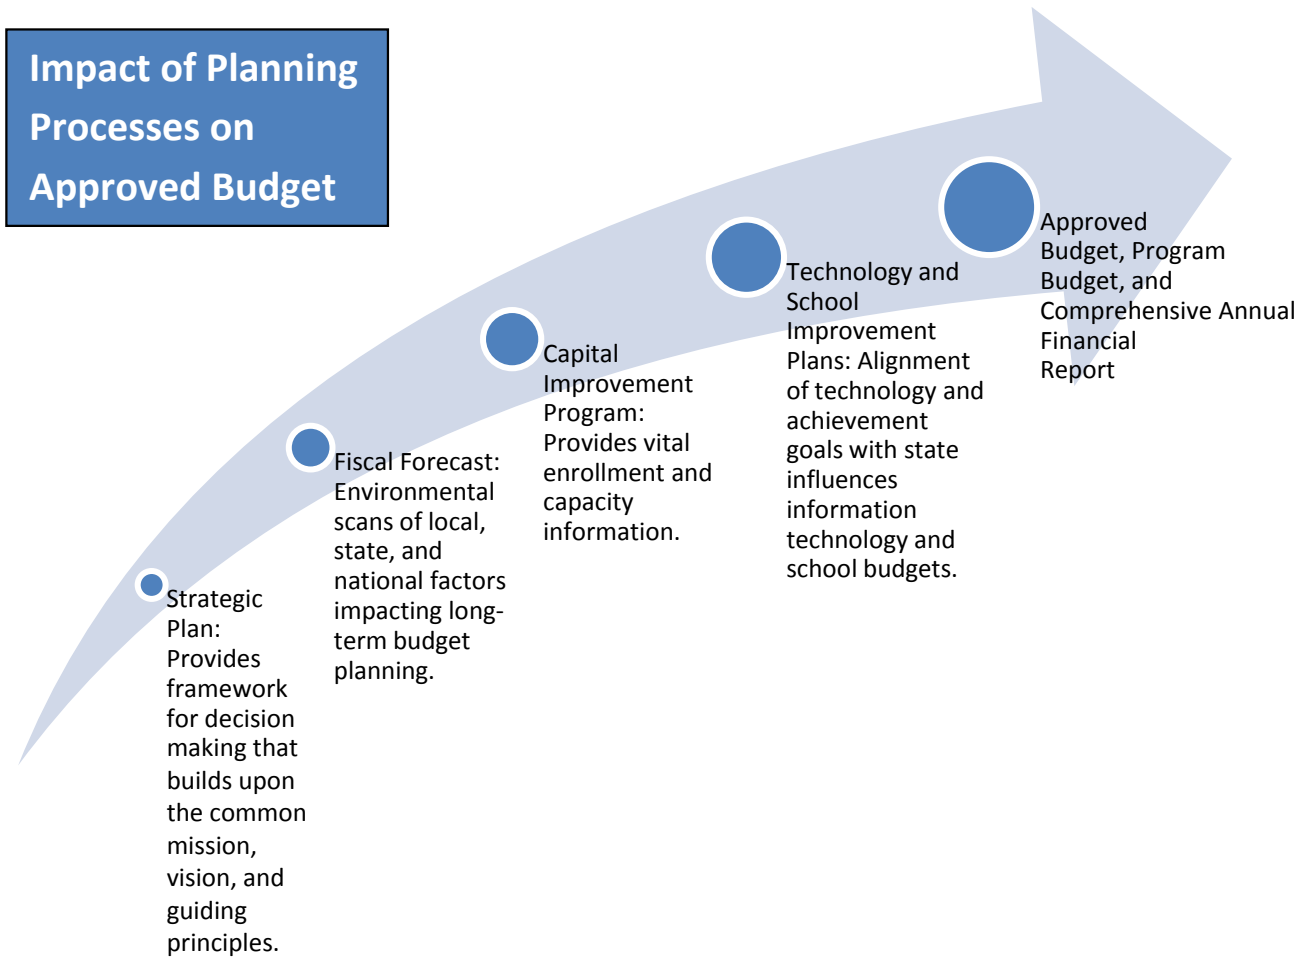 Impact of Planning
Processes on
Approved Budget
Strategic
Plan:
Provides
framework
for decision
making that
builds upon
the common
mission,
vision, and
guiding
principles.
Fiscal Forecast:
Environmental
scans of local,
state, and
national factors
impacting long-
term budget
planning.
Capital
Improvement
Program:
Provides vital
enrollment and
capacity
information.
Technology and
School
Improvement
Plans: Alignment
of technology and
achievement
goals with state
influences
information
technology and
school budgets.
Approved
Budget, Program
Budget, and
Comprehensive Annual
Financial
Report